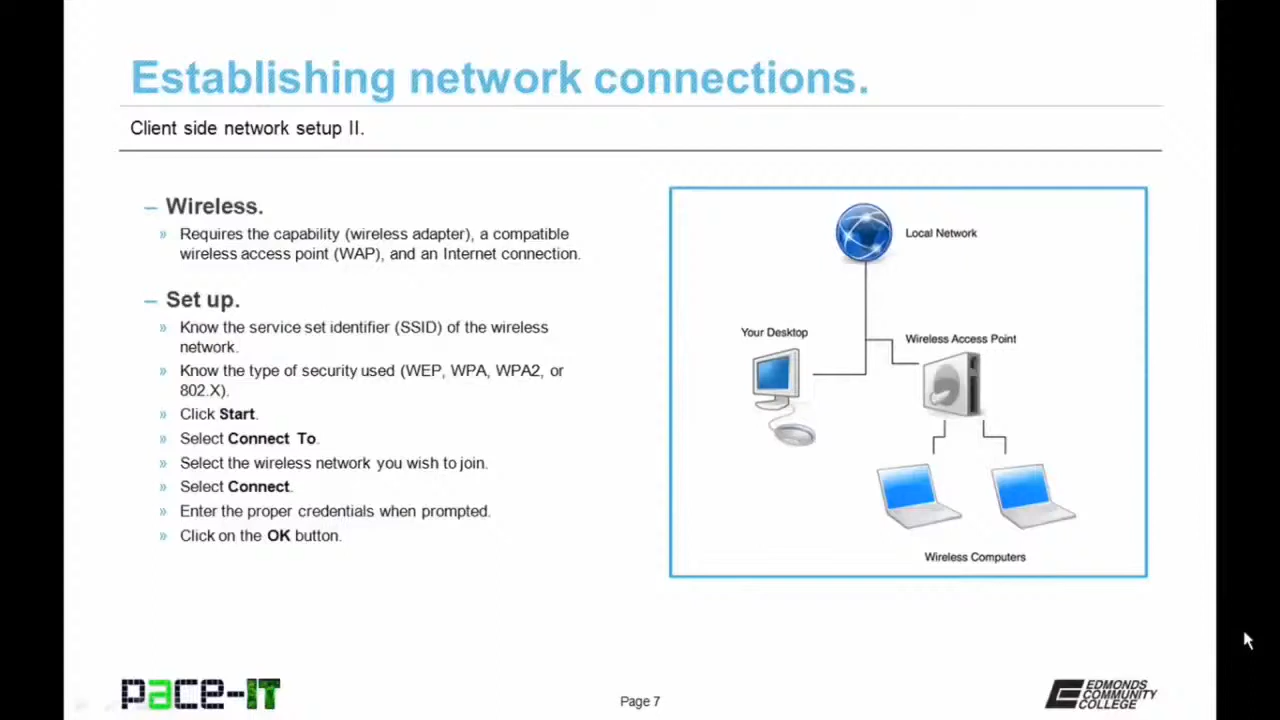 Establishing network connections.
Client side network setup II.
– Wireless.
» Requires the capability (wireless adapter), a compatible
wireless access point (WAP), and an Internet connection.
– Set up.
» Know the service set identifier (SSID) of the wireless
network.
» Know the type of security used (WEP, WPA, WPA2, or
802.X).
» Click Start.
» Select Connect To.
» Select the wireless network you wish to join.
» Select Connect.
» Enter the proper credentials when prompted.
» Click on the OK button.
Local Network
Your Desktop
Wireless Access Point
Wireless Computers
pace-IT
Page 7
EDMONDS
COMMUNITY
COLLEGE